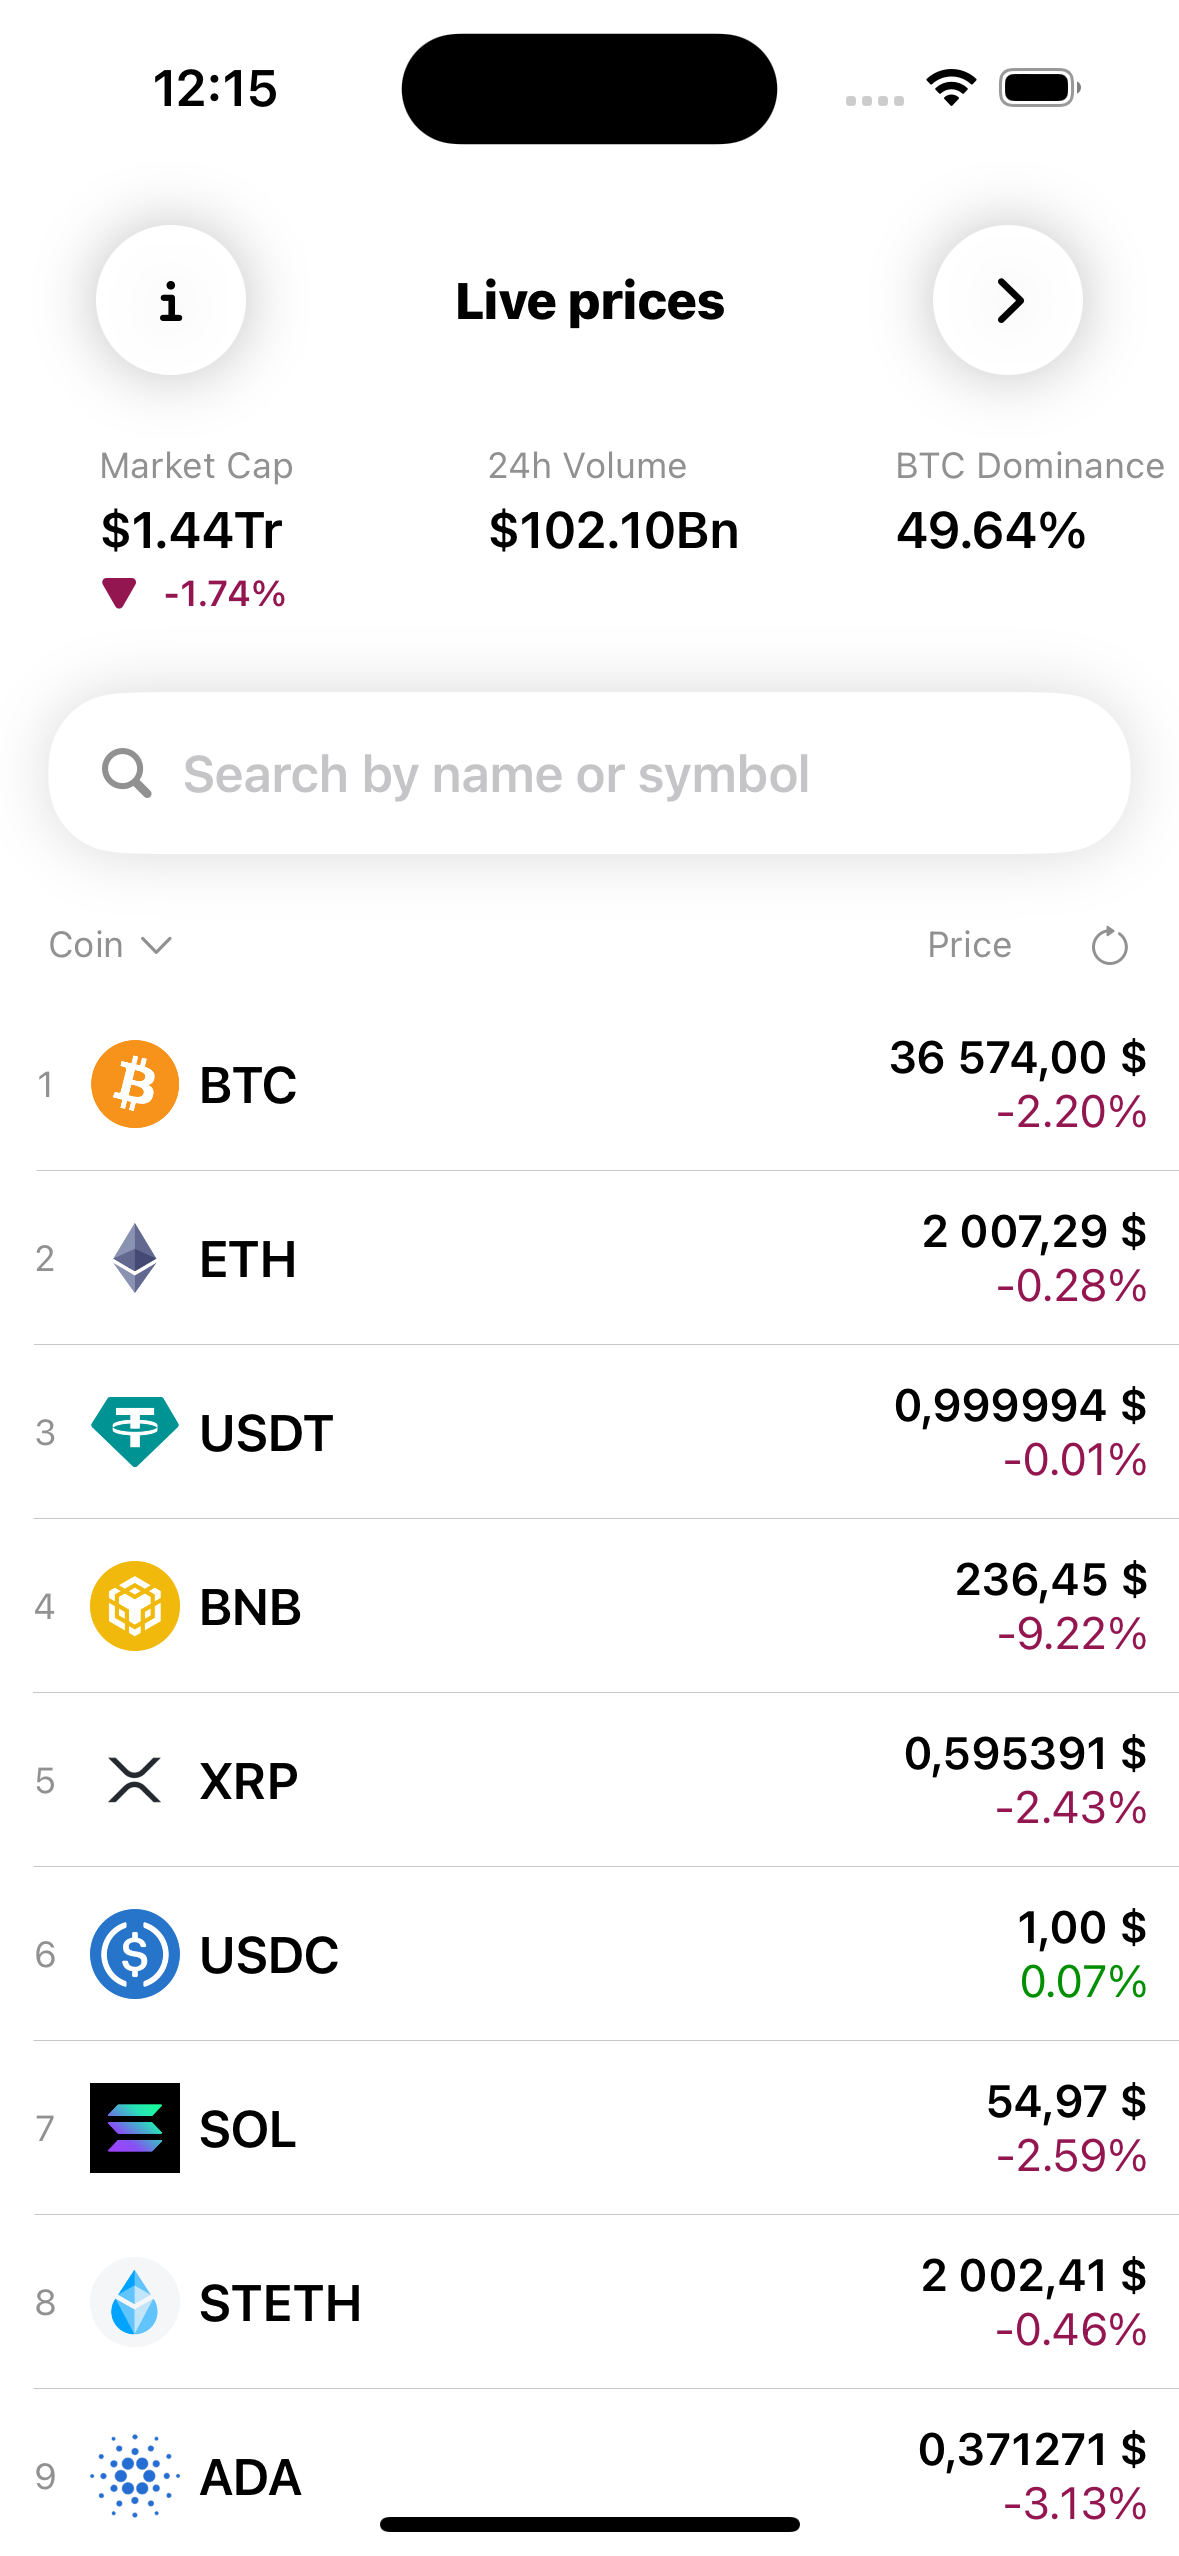 12:15
i
Live prices
Market Cap 24h Volume BTC Dominance
$1.44Tr $102.10Bn 49.64%
-1.74%
Search by name or symbol
Coin Price
1 BTC 36 574,00 $
-2.20%
2 ETH 2 007,29 $
-0.28%
3 USDT 0,999994 $
-0.01%
4 BNB 236,45 $
-9.22%
5 XRP 0,595391 $
-2.43%
6 USDC 1,00 $
0.07%
7 SOL 54,97 $
-2.59%
8 STETH 2 002,41 $
-0.46%
9 ADA 0,371271 $
-3.13%